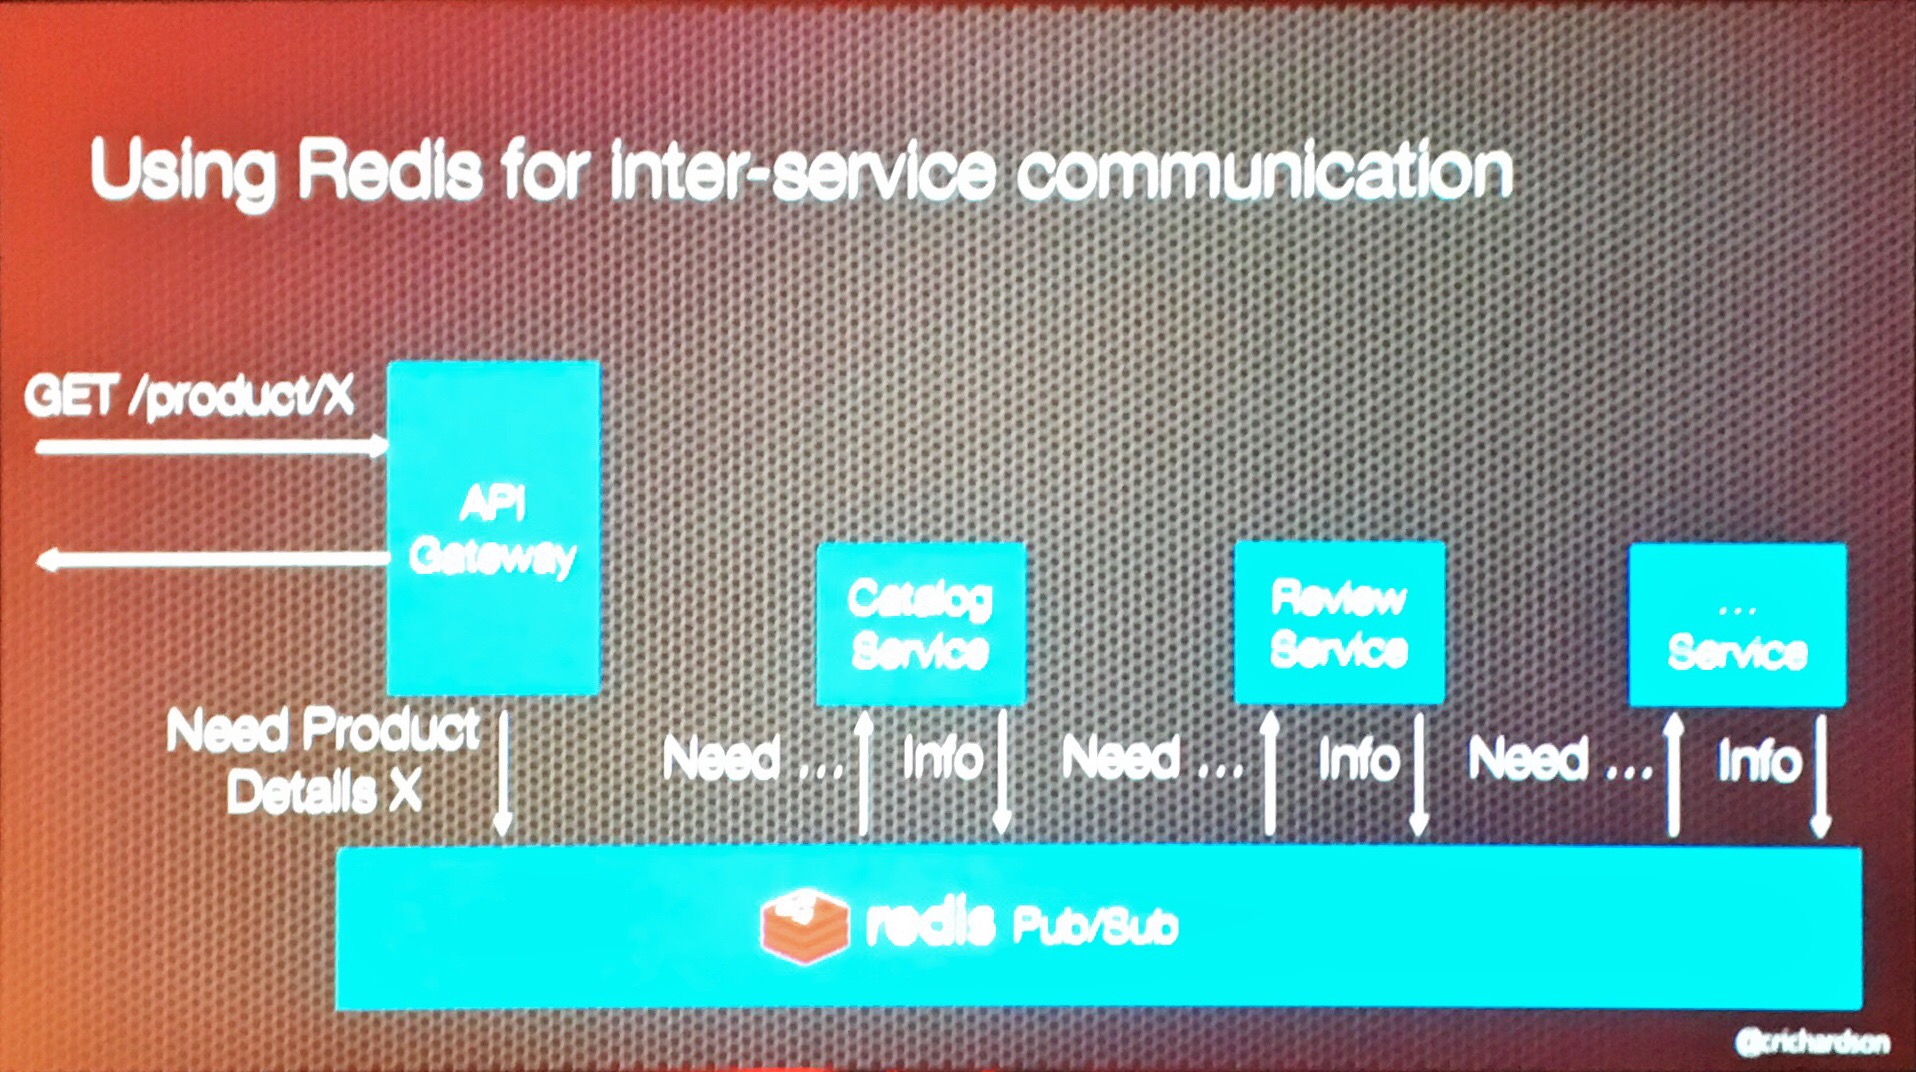 Using Redis for inter-service communication
GET /product/X
API
Gateway
Catalog
Service
Review
Service
...
Service
Need Product
Details X
Need ...
Info
Need ...
Info
Need ...
Info
redis Pub/Sub
@crichardson